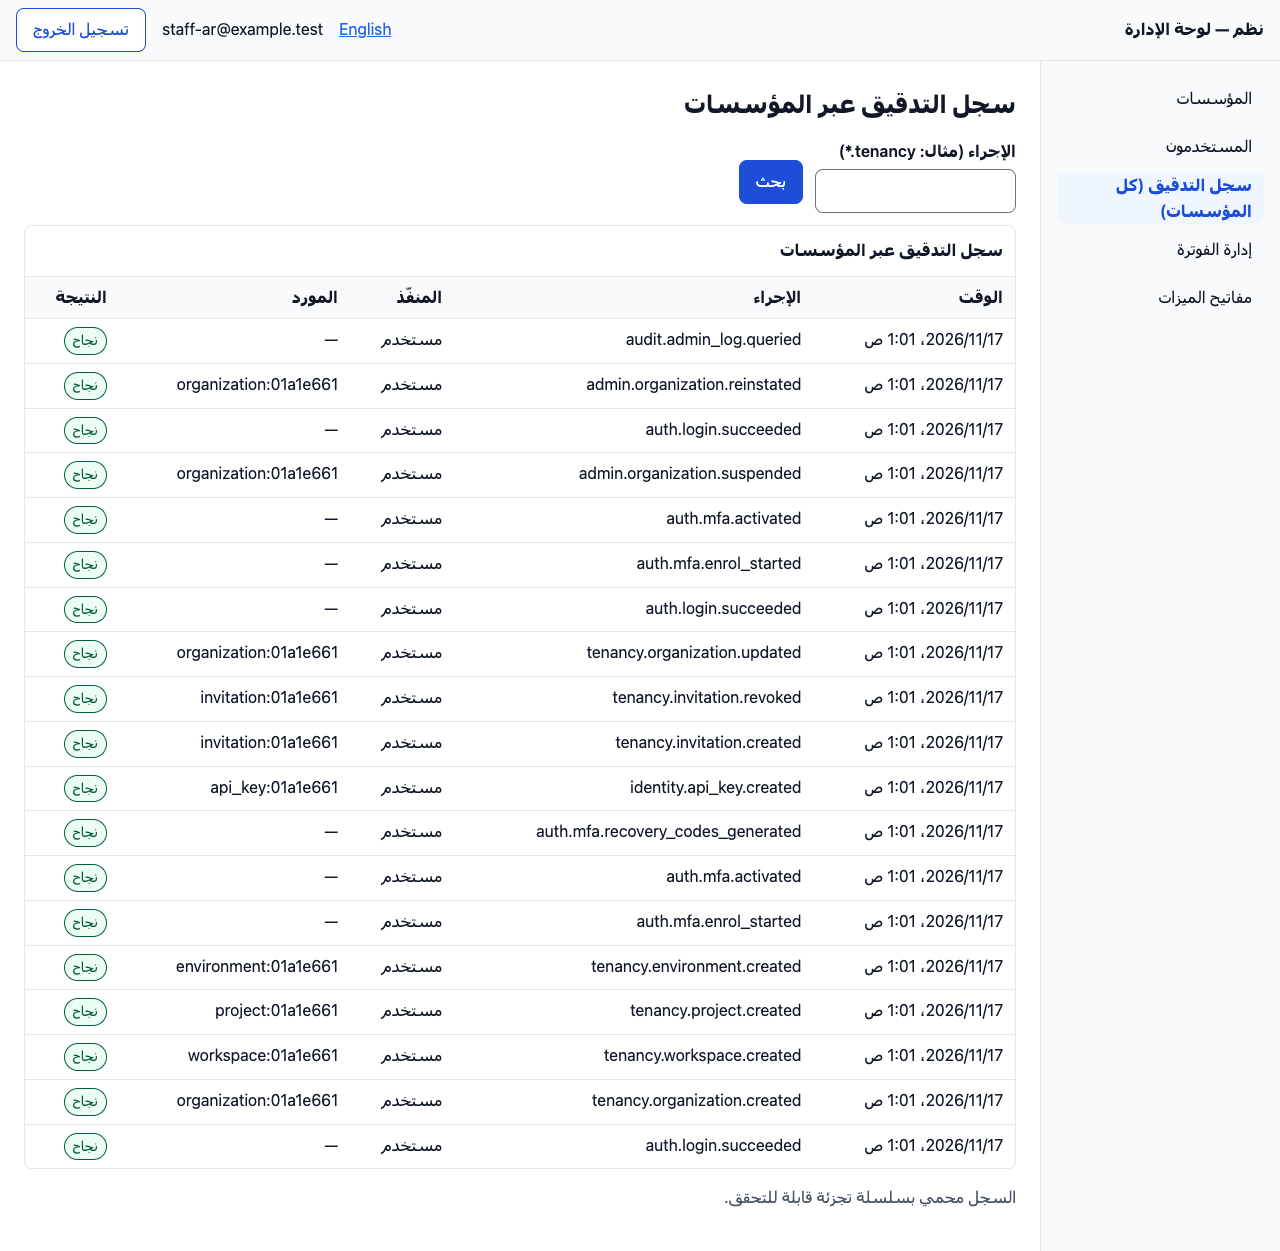 نظم — لوحة الإدارة
English
staff-ar@example.test
تسجيل الخروج
المؤسسات
المستخدمون
سجل التدقيق (كل
المؤسسات)
إدارة الفوترة
مفاتيح الميزات
سجل التدقيق عبر المؤسسات
الإجراء (مثال: tenancy.*)
بحث
سجل التدقيق عبر المؤسسات
الوقت الإجراء المنفّذ المورد النتيجة
2026/11/17، 1:01 ص audit.admin_log.queried مستخدم — نجاح
2026/11/17، 1:01 ص admin.organization.reinstated مستخدم organization:01a1e661 نجاح
2026/11/17، 1:01 ص auth.login.succeeded مستخدم — نجاح
2026/11/17، 1:01 ص admin.organization.suspended مستخدم organization:01a1e661 نجاح
2026/11/17، 1:01 ص auth.mfa.activated مستخدم — نجاح
2026/11/17، 1:01 ص auth.mfa.enrol_started مستخدم — نجاح
2026/11/17، 1:01 ص auth.login.succeeded مستخدم — نجاح
2026/11/17، 1:01 ص tenancy.organization.updated مستخدم organization:01a1e661 نجاح
2026/11/17، 1:01 ص tenancy.invitation.revoked مستخدم invitation:01a1e661 نجاح
2026/11/17، 1:01 ص tenancy.invitation.created مستخدم invitation:01a1e661 نجاح
2026/11/17، 1:01 ص identity.api_key.created مستخدم api_key:01a1e661 نجاح
2026/11/17، 1:01 ص auth.mfa.recovery_codes_generated مستخدم — نجاح
2026/11/17، 1:01 ص auth.mfa.activated مستخدم — نجاح
2026/11/17، 1:01 ص auth.mfa.enrol_started مستخدم — نجاح
2026/11/17، 1:01 ص tenancy.environment.created مستخدم environment:01a1e661 نجاح
2026/11/17، 1:01 ص tenancy.project.created مستخدم project:01a1e661 نجاح
2026/11/17، 1:01 ص tenancy.workspace.created مستخدم workspace:01a1e661 نجاح
2026/11/17، 1:01 ص tenancy.organization.created مستخدم organization:01a1e661 نجاح
2026/11/17، 1:01 ص auth.login.succeeded مستخدم — نجاح
السجل محمي بسلسلة تجزئة قابلة للتحقق.